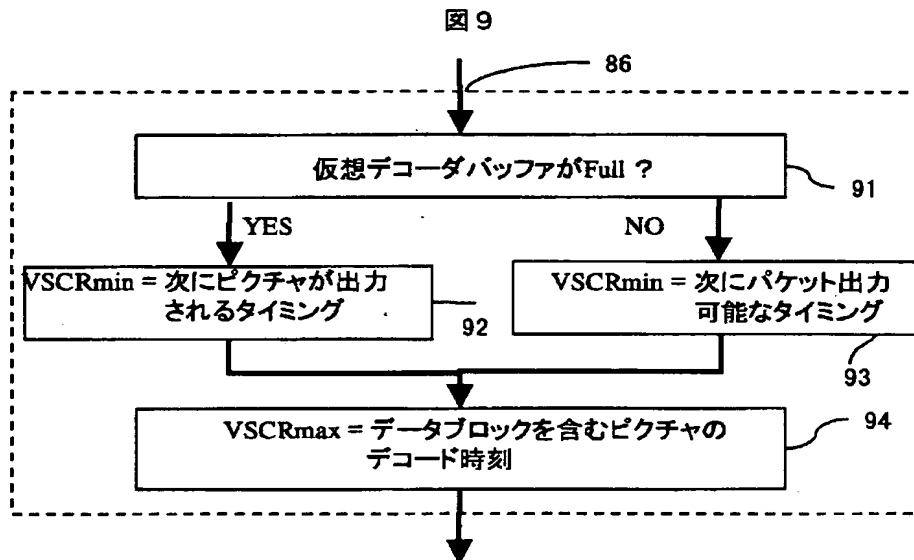 図9
86
仮想デコーダバッファがFull ?
91
YES
NO
VSCRmin = 次にピクチャが出力
されるタイミング
92
VSCRmin = 次にパケット出力
可能なタイミング
93
VSCRmax = データブロックを含むピクチャの
デコード時刻
94